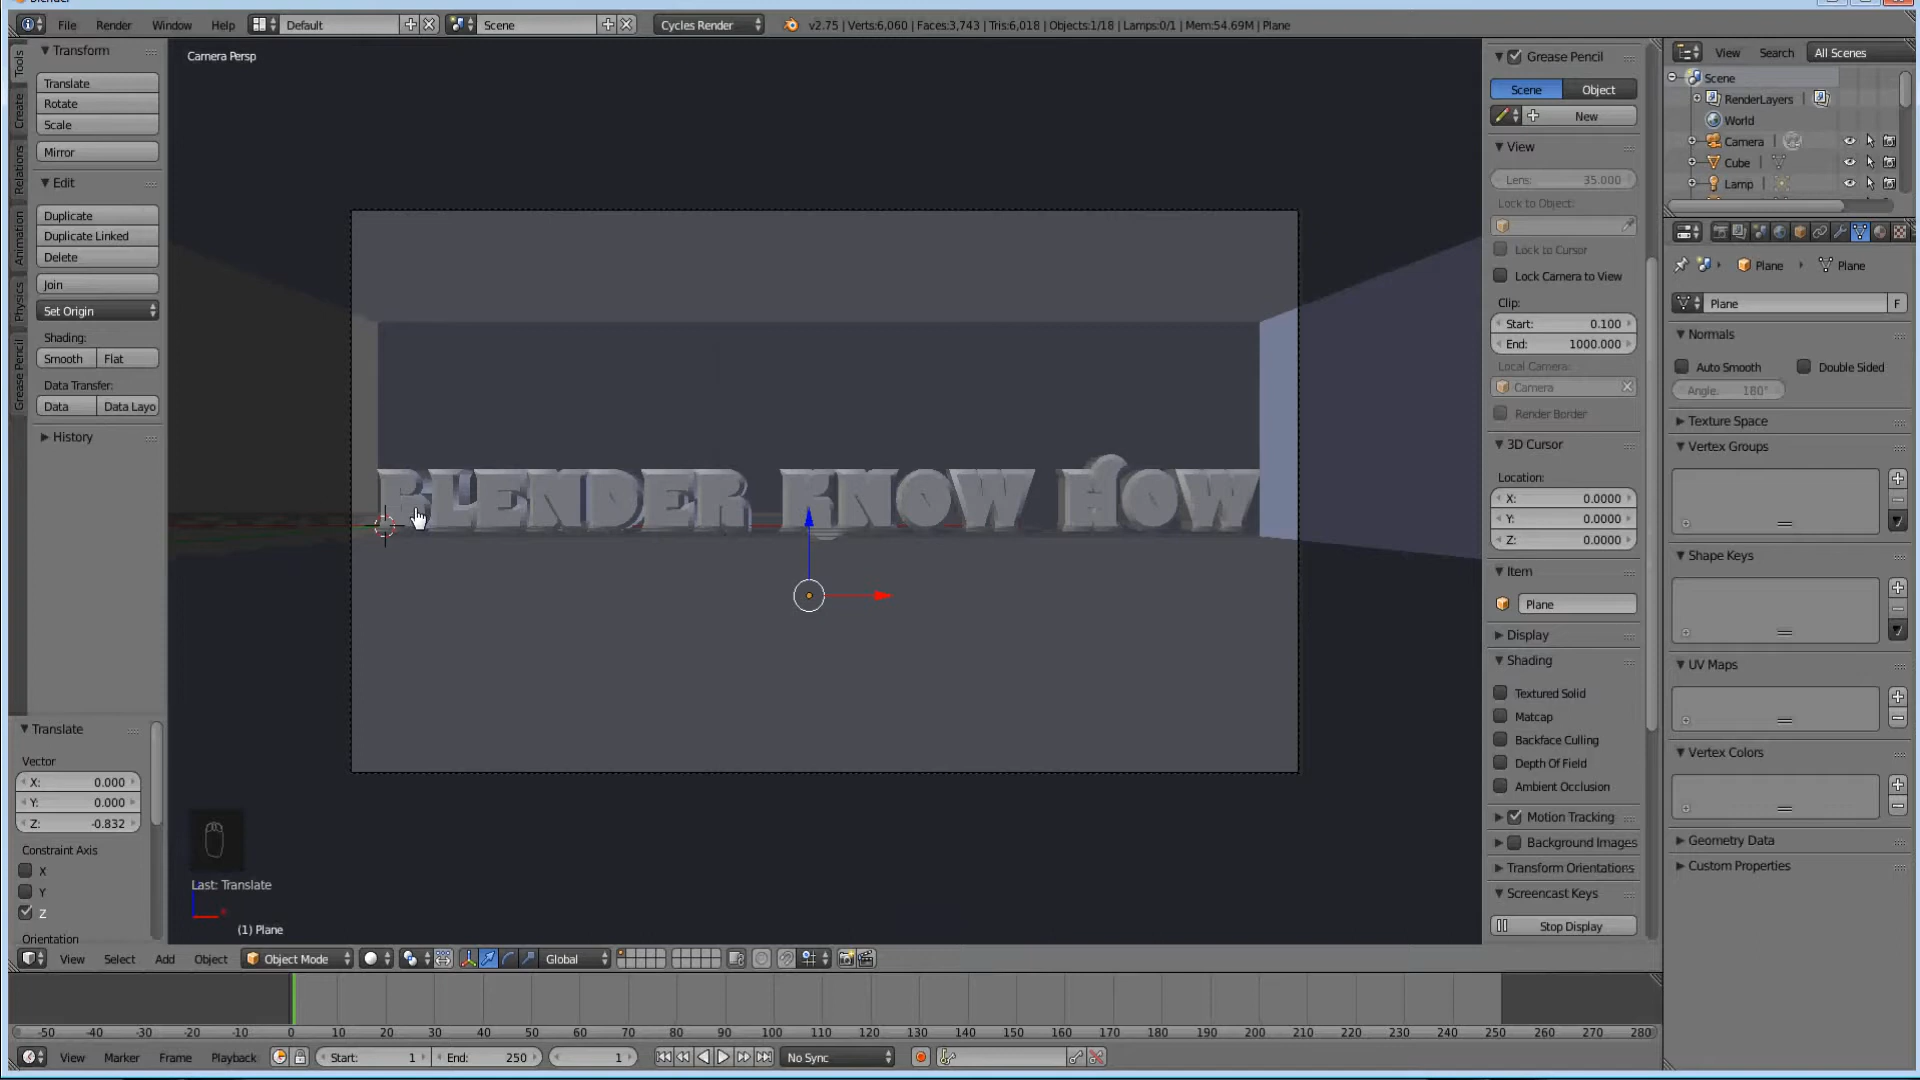 Blender
File Render Window Help Default Scene Cycles Render v2.75 | Verts:6,060 | Faces:3,743 | Tris:6,018 | Objects:1/18 | Lamps:0/1 | Mem:54.69M | Plane
Tools
Create
Relations
Animation
Physics
Grease Pencil
Transform
Translate
Rotate
Scale
Mirror
Edit
Duplicate
Duplicate Linked
Delete
Join
Set Origin
Shading:
Smooth Flat
Data Transfer:
Data Data Layo
History
Translate
Vector
X: 0.000
Y: 0.000
Z: -0.832
Constraint Axis
X
Y
Z
Orientation
Camera Persp
BLENDER KNOW HOW
Last: Translate
(1) Plane
View Select Add Object Object Mode Global
-50 -40 -30 -20 -10 0 10 20 30 40 50 60 70 80 90 100 110 120 130 140 150 160 170 180 190 200 210 220 230 240 250 260 270 280
View Marker Frame Playback Start: 1 End: 250 1 No Sync
Grease Pencil
Scene Object
New
View
Lens: 35.000
Lock to Object:
Lock to Cursor
Lock Camera to View
Clip:
Start: 0.100
End: 1000.000
Local Camera:
Camera
Render Border
3D Cursor
Location:
X: 0.0000
Y: 0.0000
Z: 0.0000
Item
Plane
Display
Shading
Textured Solid
Matcap
Backface Culling
Depth Of Field
Ambient Occlusion
Motion Tracking
Background Images
Transform Orientations
Screencast Keys
Stop Display
View Search All Scenes
Scene
RenderLayers
World
Camera
Cube
Lamp
Plane Plane
Plane F
Normals
Auto Smooth Double Sided
Angle: 180°
Texture Space
Vertex Groups
Shape Keys
UV Maps
Vertex Colors
Geometry Data
Custom Properties